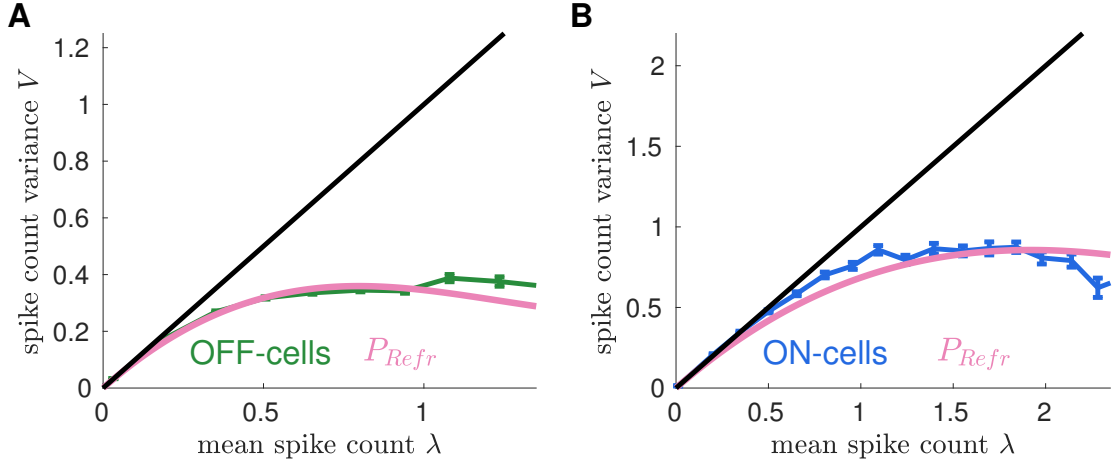 A
spike count variance V
1.2
1
0.8
0.6
0.4
0.2
0
OFF-cells
P_Refr
0
0.5
1
mean spike count λ
B
spike count variance V
2
1.5
1
0.5
0
ON-cells
P_Refr
0
0.5
1
1.5
2
mean spike count λ